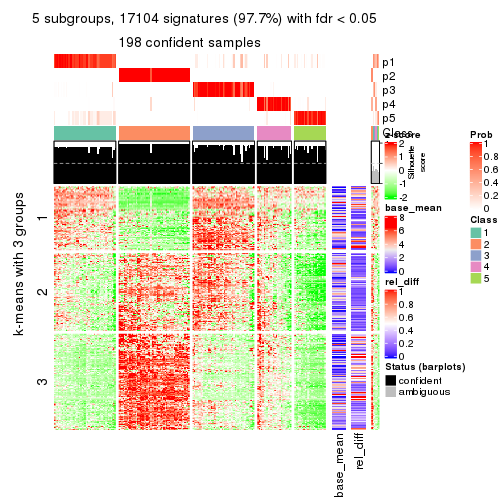 5 subgroups, 17104 signatures (97.7%) with fdr < 0.05
198 confident samples
p1
p2
p3
p4
p5
Class
Silhouette
score
k-means with 3 groups
1
2
3
base_mean
rel_diff
z-score
2
1
0
-1
-2
base_mean
8
6
4
2
0
rel_diff
1
0.8
0.6
0.4
0.2
0
Status (barplots)
confident
ambiguous
Prob
1
0.8
0.6
0.4
0.2
0
Class
1
2
3
4
5